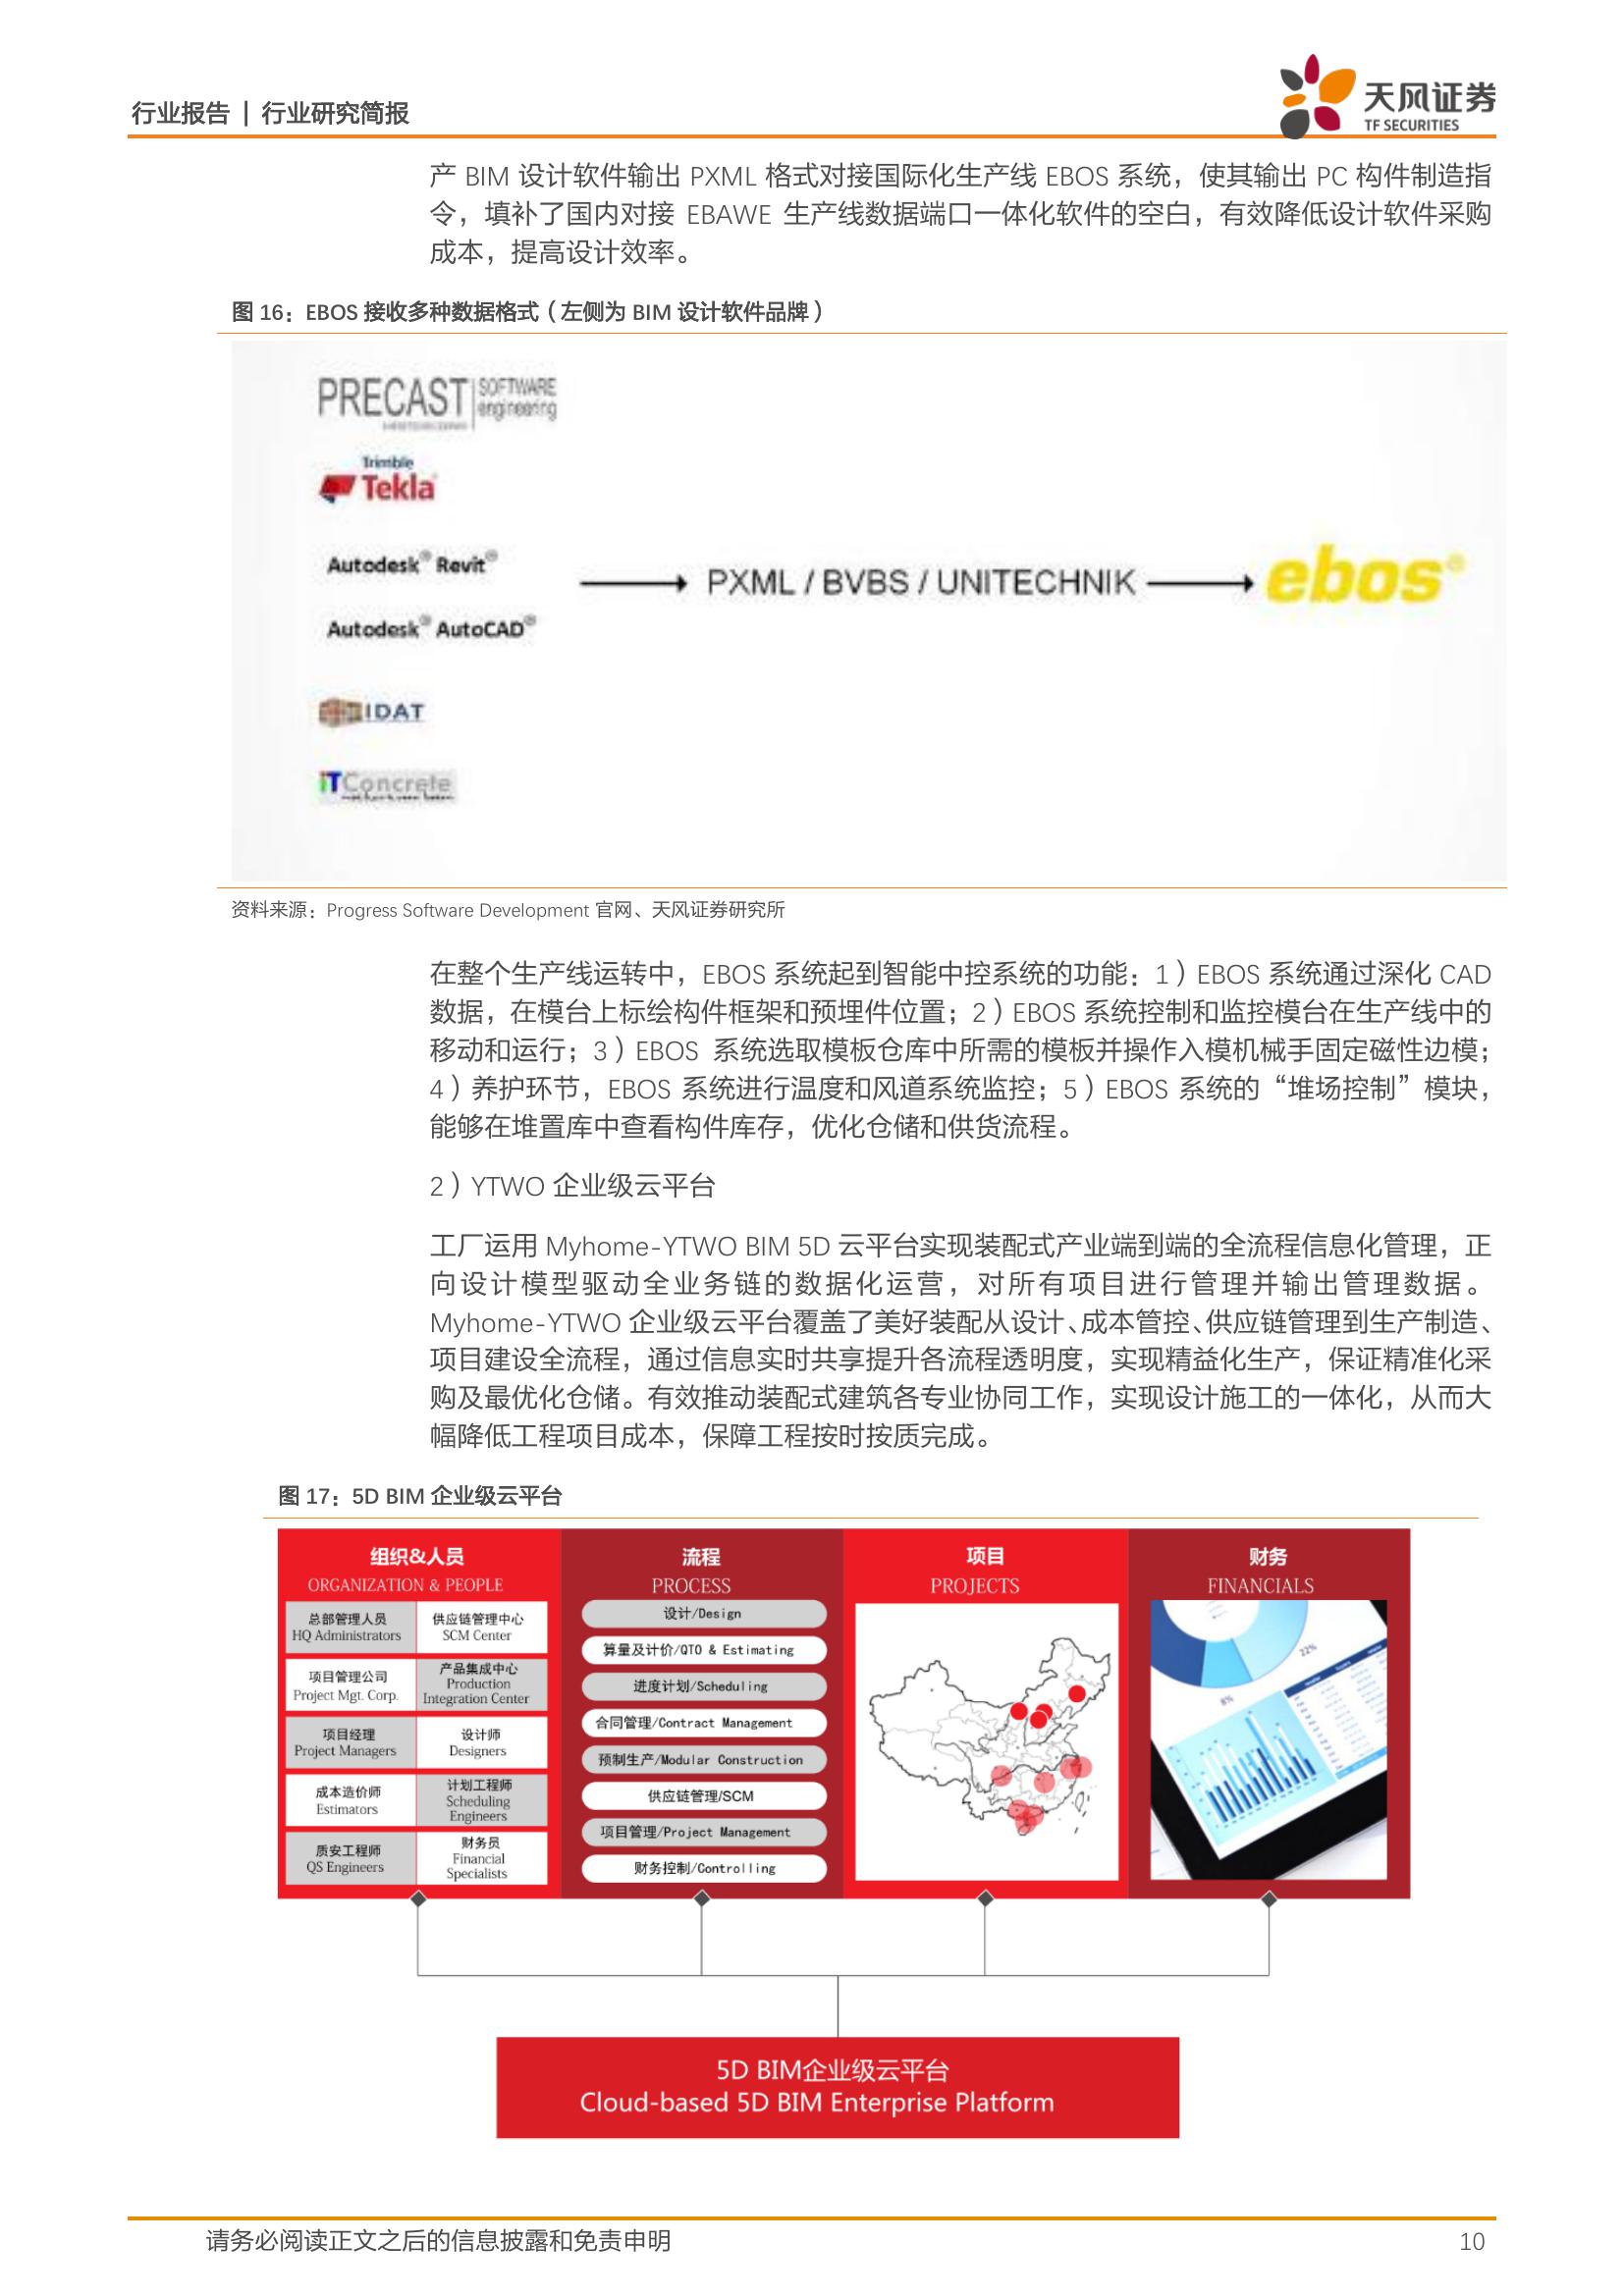 行业报告 | 行业研究简报
天风证券
TF SECURITIES
产 BIM 设计软件输出 PXML 格式对接国际化生产线 EBOS 系统，使其输出 PC 构件制造指
令，填补了国内对接 EBAWE 生产线数据端口一体化软件的空白，有效降低设计软件采购
成本，提高设计效率。
图 16：EBOS 接收多种数据格式（左侧为 BIM 设计软件品牌）
PRECAST SOFTWARE
engineering
Trimble
Tekla
Autodesk® Revit®
Autodesk® AutoCAD®
IDAT
iTConcrete
PXML / BVBS / UNITECHNIK
ebos®
资料来源：Progress Software Development 官网、天风证券研究所
在整个生产线运转中，EBOS 系统起到智能中控系统的功能：1）EBOS 系统通过深化 CAD
数据，在模台上标绘构件框架和预埋件位置；2）EBOS 系统控制和监控模台在生产线中的
移动和运行；3）EBOS 系统选取模板仓库中所需的模板并操作入模机械手固定磁性边模；
4）养护环节，EBOS 系统进行温度和风道系统监控；5）EBOS 系统的“堆场控制”模块，
能够在堆置库中查看构件库存，优化仓储和供货流程。
2）YTWO 企业级云平台
工厂运用 Myhome-YTWO BIM 5D 云平台实现装配式产业端到端的全流程信息化管理，正
向设计模型驱动全业务链的数据化运营，对所有项目进行管理并输出管理数据。
Myhome-YTWO 企业级云平台覆盖了美好装配从设计、成本管控、供应链管理到生产制造、
项目建设全流程，通过信息实时共享提升各流程透明度，实现精益化生产，保证精准化采
购及最优化仓储。有效推动装配式建筑各专业协同工作，实现设计施工的一体化，从而大
幅降低工程项目成本，保障工程按时按质完成。
图 17：5D BIM 企业级云平台
组织&人员
ORGANIZATION & PEOPLE
总部管理人员
HQ Administrators
供应链管理中心
SCM Center
项目管理公司
Project Mgt. Corp.
产品集成中心
Production
Integration Center
项目经理
Project Managers
设计师
Designers
成本造价师
Estimators
计划工程师
Scheduling
Engineers
质安工程师
QS Engineers
财务员
Financial
Specialists
流程
PROCESS
设计/Design
算量及计价/QTO & Estimating
进度计划/Scheduling
合同管理/Contract Management
预制生产/Modular Construction
供应链管理/SCM
项目管理/Project Management
财务控制/Controlling
项目
PROJECTS
财务
FINANCIALS
22%
8%
5D BIM企业级云平台
Cloud-based 5D BIM Enterprise Platform
请务必阅读正文之后的信息披露和免责申明
10